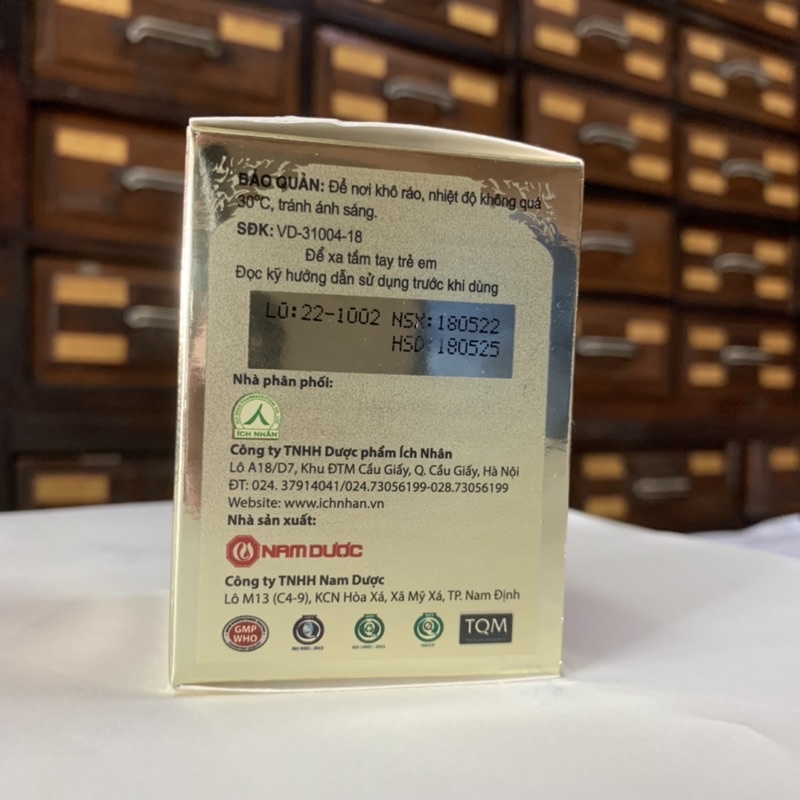 BẢO QUẢN: Để nơi khô ráo, nhiệt độ không quá
30°C, tránh ánh sáng.
SĐK: VD-31004-18
Để xa tầm tay trẻ em
Đọc kỹ hướng dẫn sử dụng trước khi dùng
LÔ:22-1002 NSX:180522
HSD:180525
Nhà phân phối:
ÍCH NHÂN
Công ty TNHH Dược phẩm Ích Nhân
Lô A18/D7, Khu ĐTM Cầu Giấy, Q. Cầu Giấy, Hà Nội
ĐT: 024. 37914041/024.73056199-028.73056199
Website: www.ichnhan.vn
Nhà sản xuất:
NAM DƯỢC
Công ty TNHH Nam Dược
Lô M13 (C4-9), KCN Hòa Xá, Xã Mỹ Xá, TP. Nam Định
GMP
WHO
TQM